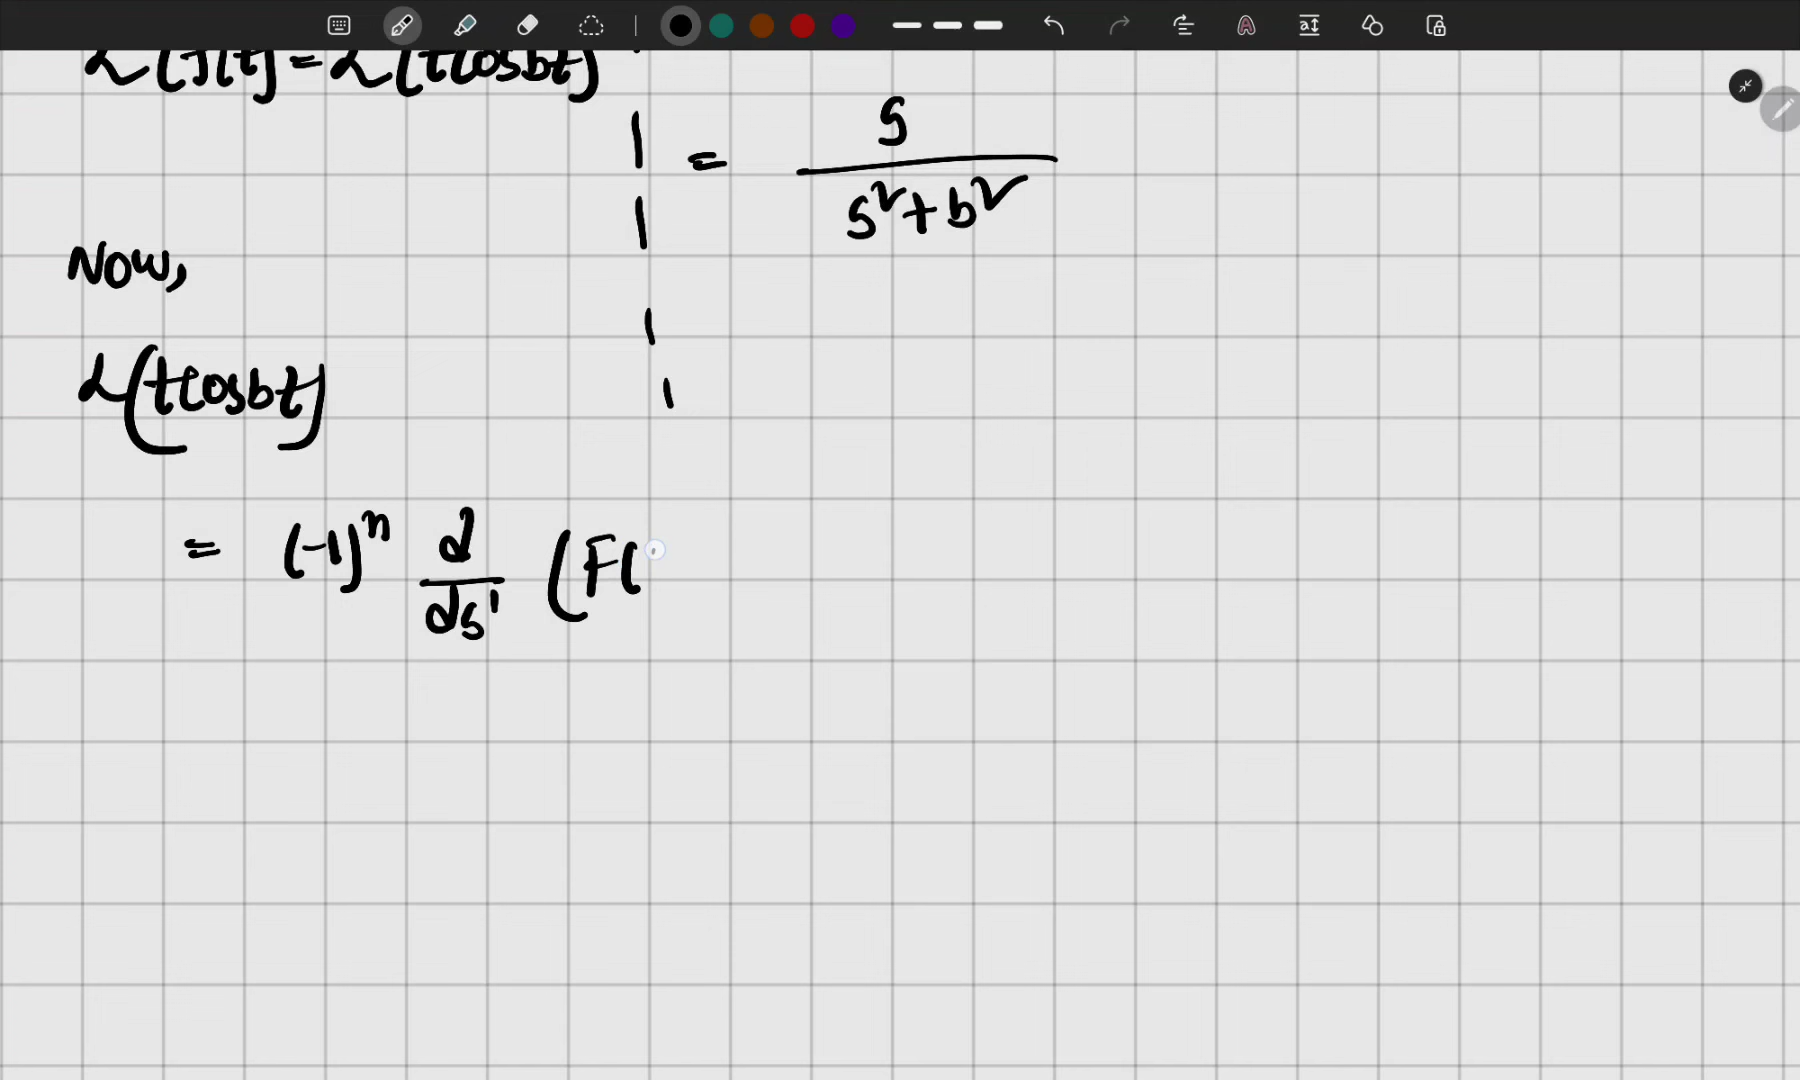 L(f(t) = L(tcosbt)
= s / s²+b²
Now,
L(tcosbt)
= (-1)ⁿ d/ds¹ (F(